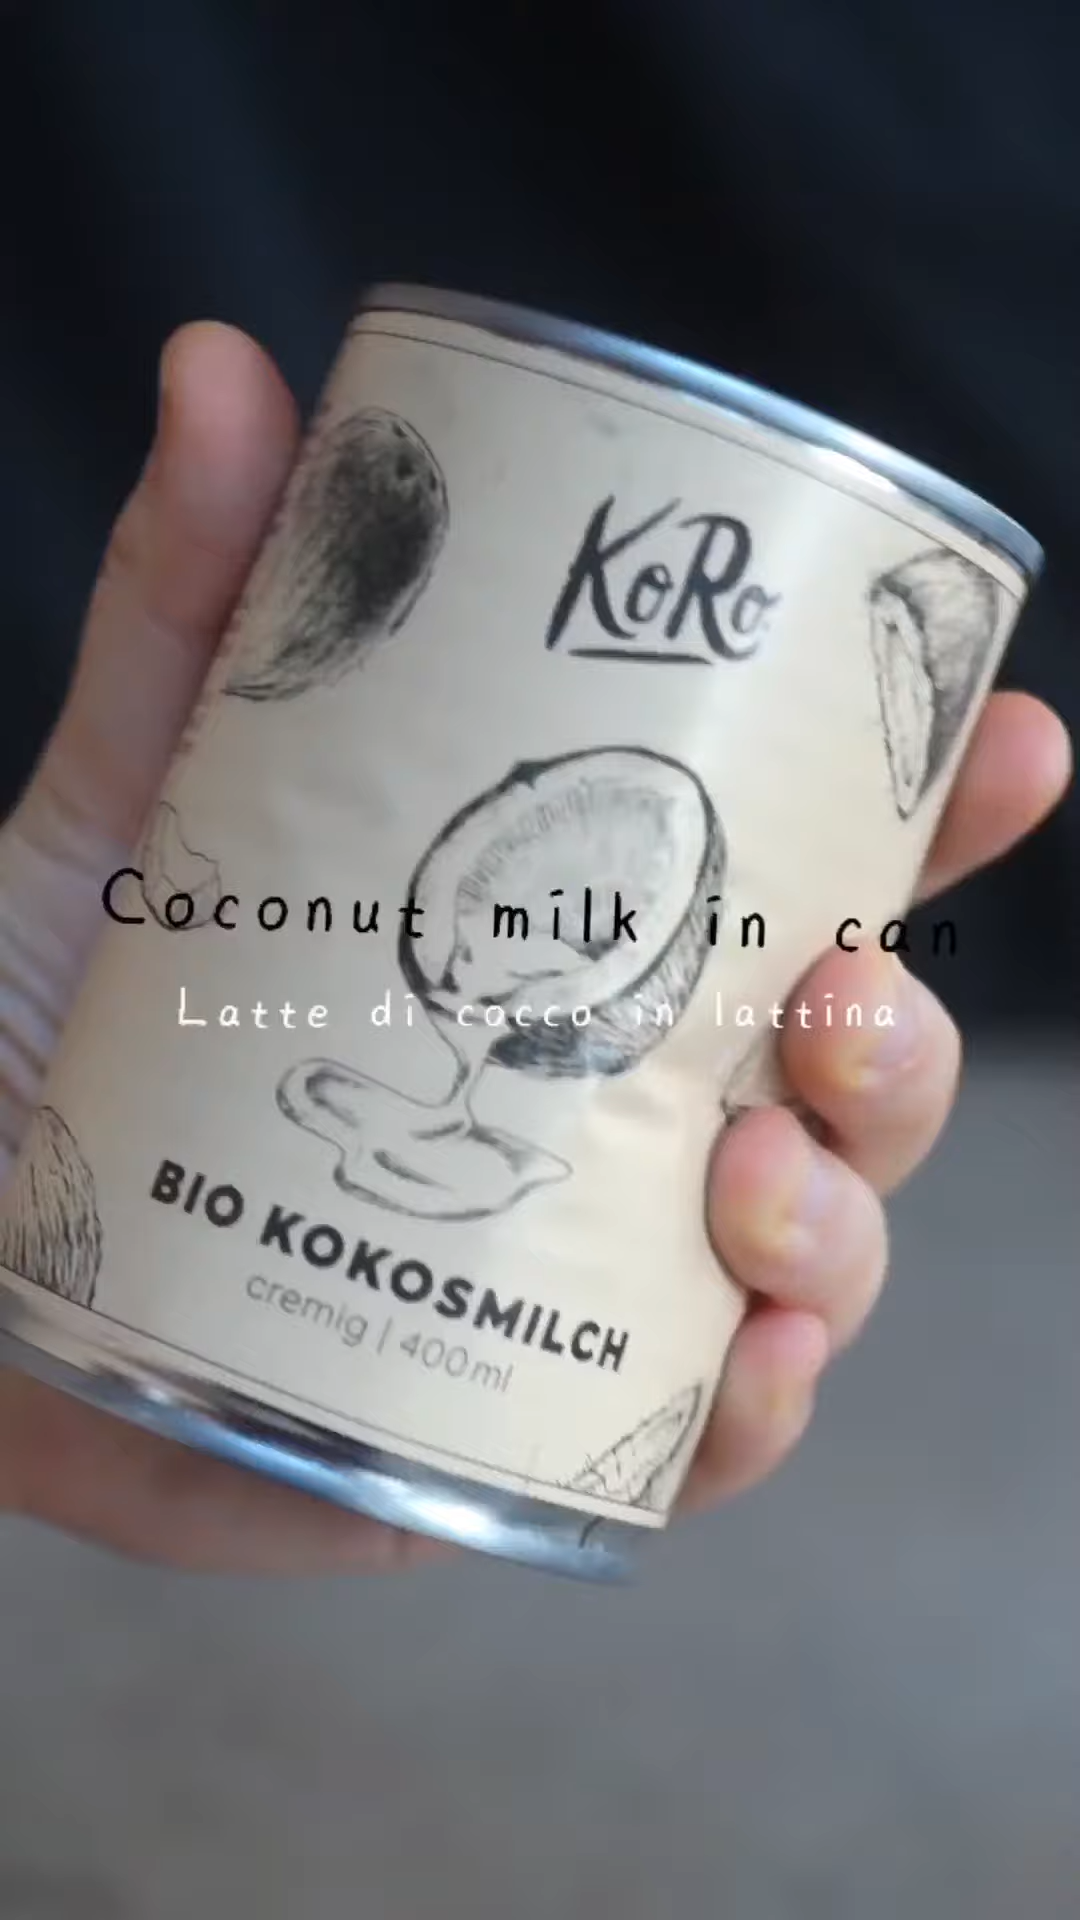 KoRo
Coconut milk in can
Latte di cocco in lattina
BIO KOKOSMILCH
cremig | 400ml